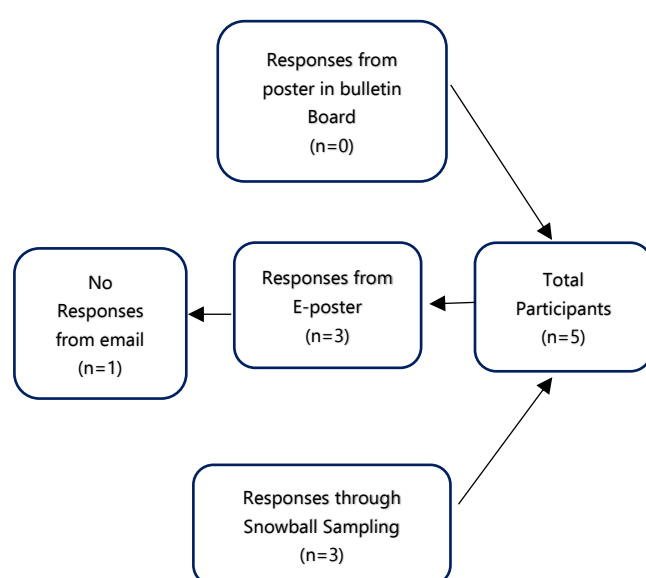 Responses from
poster in bulletin
Board
(n=0)
No
Responses
from email
(n=1)
Responses from
E-poster
(n=3)
Total
Participants
(n=5)
Responses through
Snowball Sampling
(n=3)